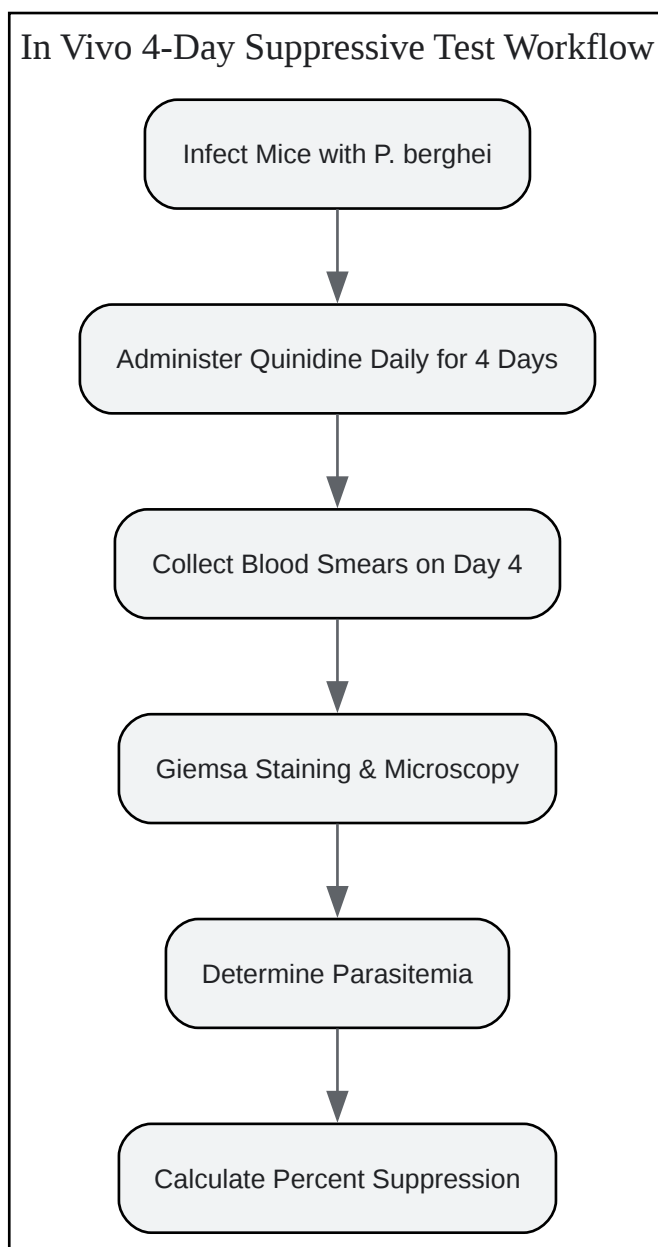 In Vivo 4-Day Suppressive Test Workflow
Infect Mice with P. berghei
Administer Quinidine Daily for 4 Days
Collect Blood Smears on Day 4
Giemsa Staining & Microscopy
Determine Parasitemia
Calculate Percent Suppression